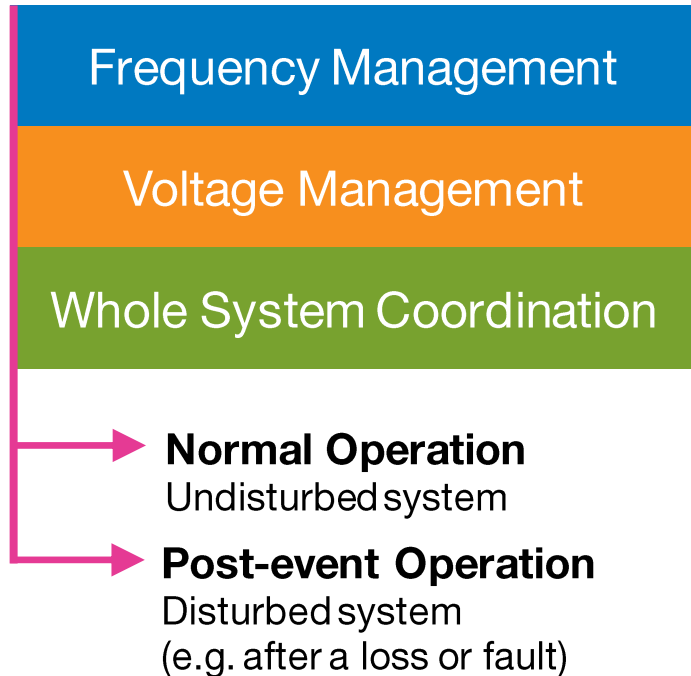 Frequency Management
Voltage Management
Whole System Coordination
Normal Operation
Undisturbed system
Post-event Operation
Disturbed system
(e.g. after a loss or fault)